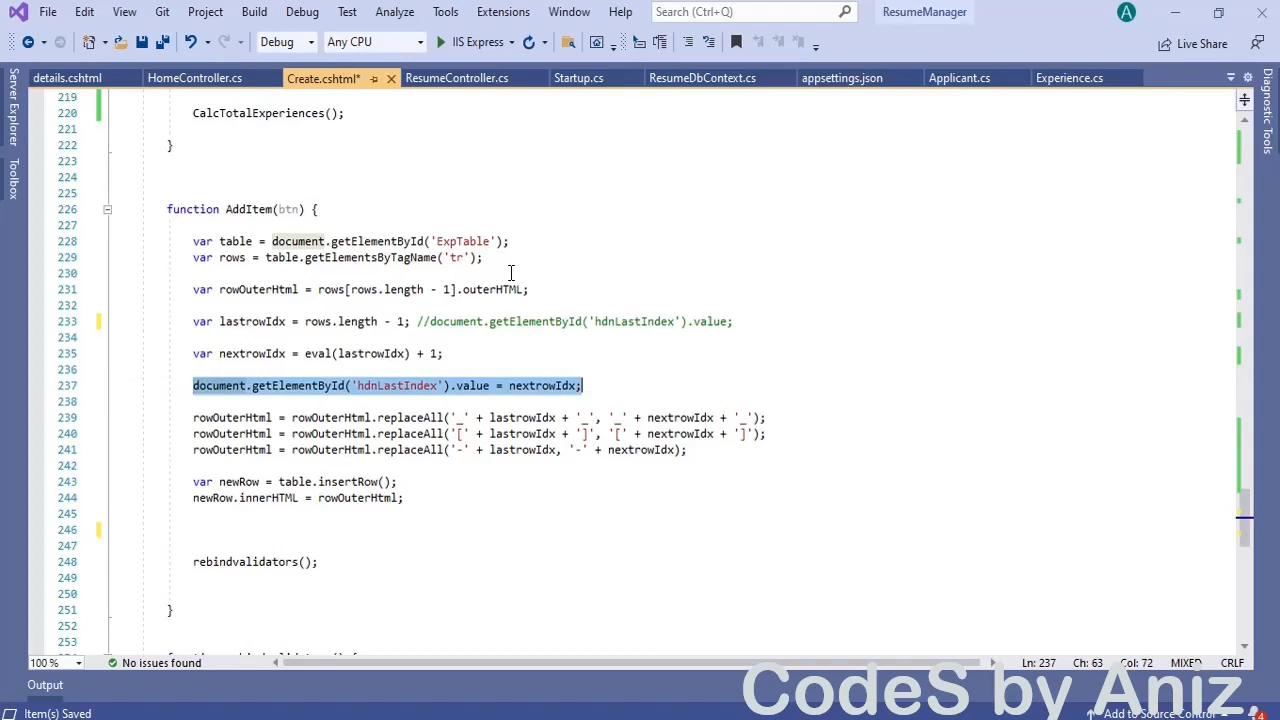 File Edit View Git Project Build Debug Test Analyze Tools Extensions Window Help Search (Ctrl+Q) ResumeManager A
Debug Any CPU IIS Express Live Share
details.cshtml HomeController.cs Create.cshtml* ResumeController.cs Startup.cs ResumeDbContext.cs appsettings.json Applicant.cs Experience.cs
Server Explorer
Toolbox
Diagnostic Tools
219
220 CalcTotalExperiences();
221
222 }
223
224
225
226 function AddItem(btn) {
227
228 var table = document.getElementById('ExpTable');
229 var rows = table.getElementsByTagName('tr');
230
231 var rowOuterHtml = rows[rows.length - 1].outerHTML;
232
233 var lastrowIdx = rows.length - 1; //document.getElementById('hdnLastIndex').value;
234
235 var nextrowIdx = eval(lastrowIdx) + 1;
236
237 document.getElementById('hdnLastIndex').value = nextrowIdx;
238
239 rowOuterHtml = rowOuterHtml.replaceAll('_' + lastrowIdx + '_', '_' + nextrowIdx + '_');
240 rowOuterHtml = rowOuterHtml.replaceAll('[' + lastrowIdx + ']', '[' + nextrowIdx + ']');
241 rowOuterHtml = rowOuterHtml.replaceAll('-' + lastrowIdx, '-' + nextrowIdx);
242
243 var newRow = table.insertRow();
244 newRow.innerHTML = rowOuterHtml;
245
246
247
248 rebindvalidators();
249
250
251 }
252
253
100 % No issues found Ln: 237 Ch: 63 Col: 72 MIXED CRLF
Output
CodeS by Aniz.
Item(s) Saved Add to Source Control 4